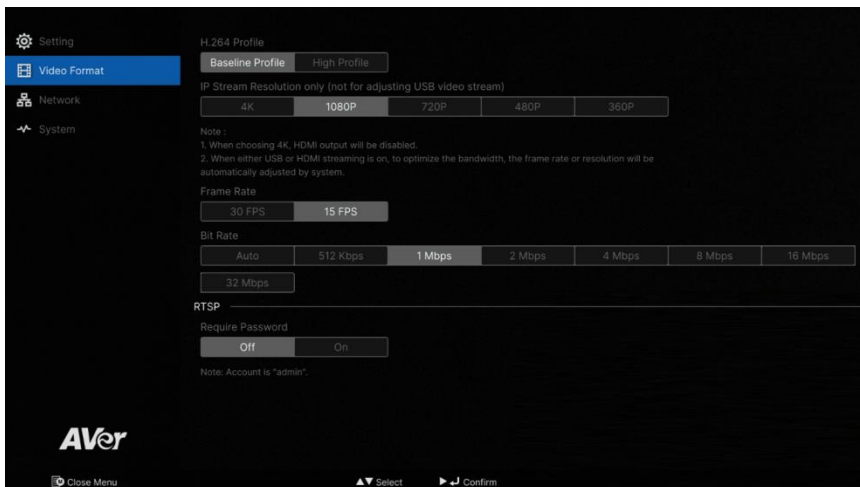 Setting
Video Format
Network
System
H.264 Profile
Baseline Profile High Profile
IP Stream Resolution only (not for adjusting USB video stream)
4K 1080P 720P 480P 360P
Note :
1. When choosing 4K, HDMI output will be disabled.
2. When either USB or HDMI streaming is on, to optimize the bandwidth, the frame rate or resolution will be
automatically adjusted by system.
Frame Rate
30 FPS 15 FPS
Bit Rate
Auto 512 Kbps 1 Mbps 2 Mbps 4 Mbps 8 Mbps 16 Mbps
32 Mbps
RTSP
Require Password
Off On
Note: Account is "admin".
AVer
Close Menu ▲▼ Select ▶ ↵ Confirm